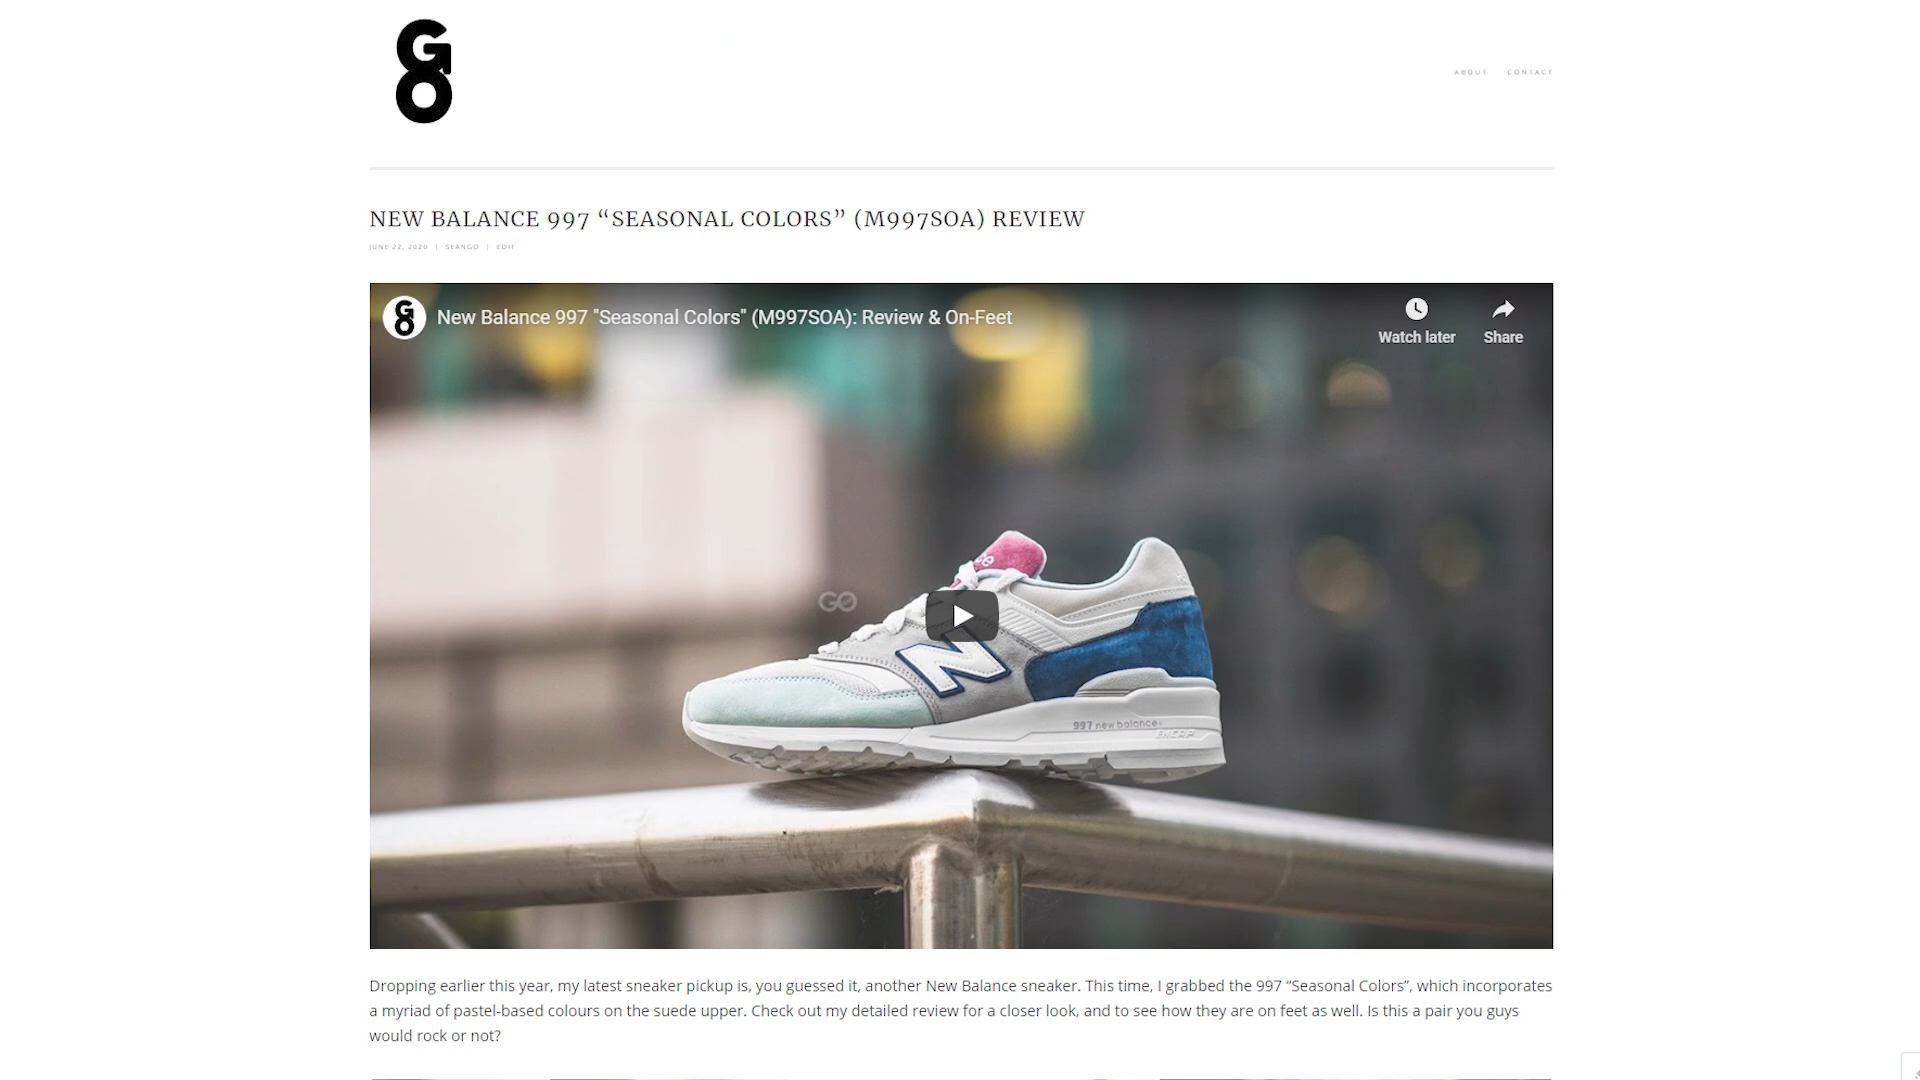 GO
ABOUT CONTACT
NEW BALANCE 997 “SEASONAL COLORS” (M997SOA) REVIEW
JUNE 22, 2020 | SEANGO | EDIT
GO New Balance 997 "Seasonal Colors" (M997SOA): Review & On-Feet
Watch later Share
GO
N
997 new balance
ENCAP
Dropping earlier this year, my latest sneaker pickup is, you guessed it, another New Balance sneaker. This time, I grabbed the 997 “Seasonal Colors”, which incorporates
a myriad of pastel-based colours on the suede upper. Check out my detailed review for a closer look, and to see how they are on feet as well. Is this a pair you guys
would rock or not?